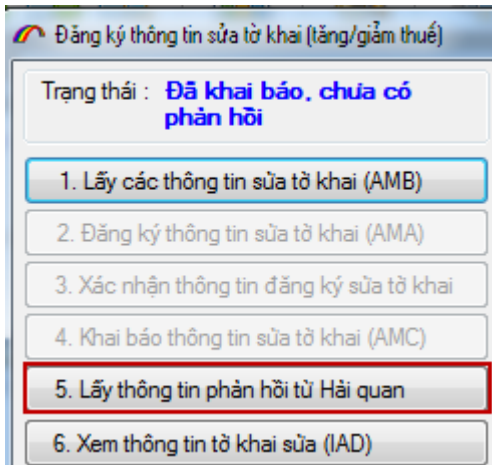 Đăng ký thông tin sửa tờ khai (tăng/giảm thuế)
Trạng thái : Đã khai báo, chưa có
phản hồi
1. Lấy các thông tin sửa tờ khai (AMB)
2. Đăng ký thông tin sửa tờ khai (AMA)
3. Xác nhận thông tin đăng ký sửa tờ khai
4. Khai báo thông tin sửa tờ khai (AMC)
5. Lấy thông tin phản hồi từ Hải quan
6. Xem thông tin tờ khai sửa (IAD)